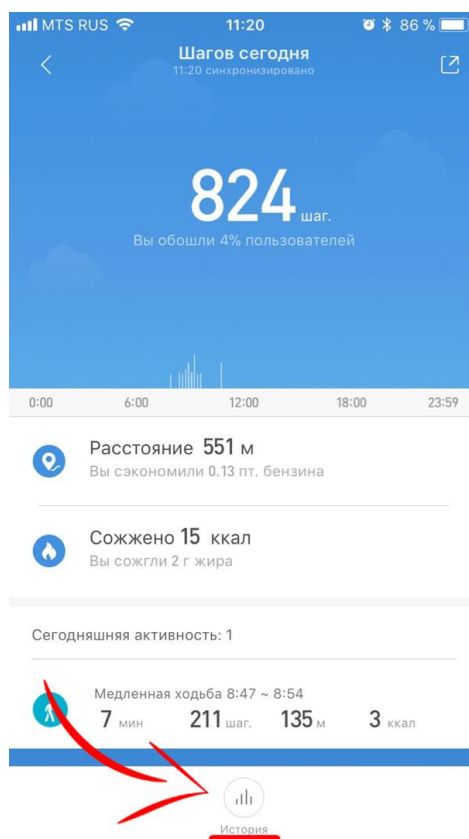 MTS RUS 11:20 86 %
Шагов сегодня
11:20 синхронизировано
824 шаг.
Вы обошли 4% пользователей
0:00 6:00 12:00 18:00 23:59
Расстояние 551 м
Вы сэкономили 0.13 пт. бензина
Сожжено 15 ккал
Вы сожгли 2 г жира
Сегодняшняя активность: 1
Медленная ходьба 8:47 ~ 8:54
7 мин 211 шаг. 135 м 3 ккал
История